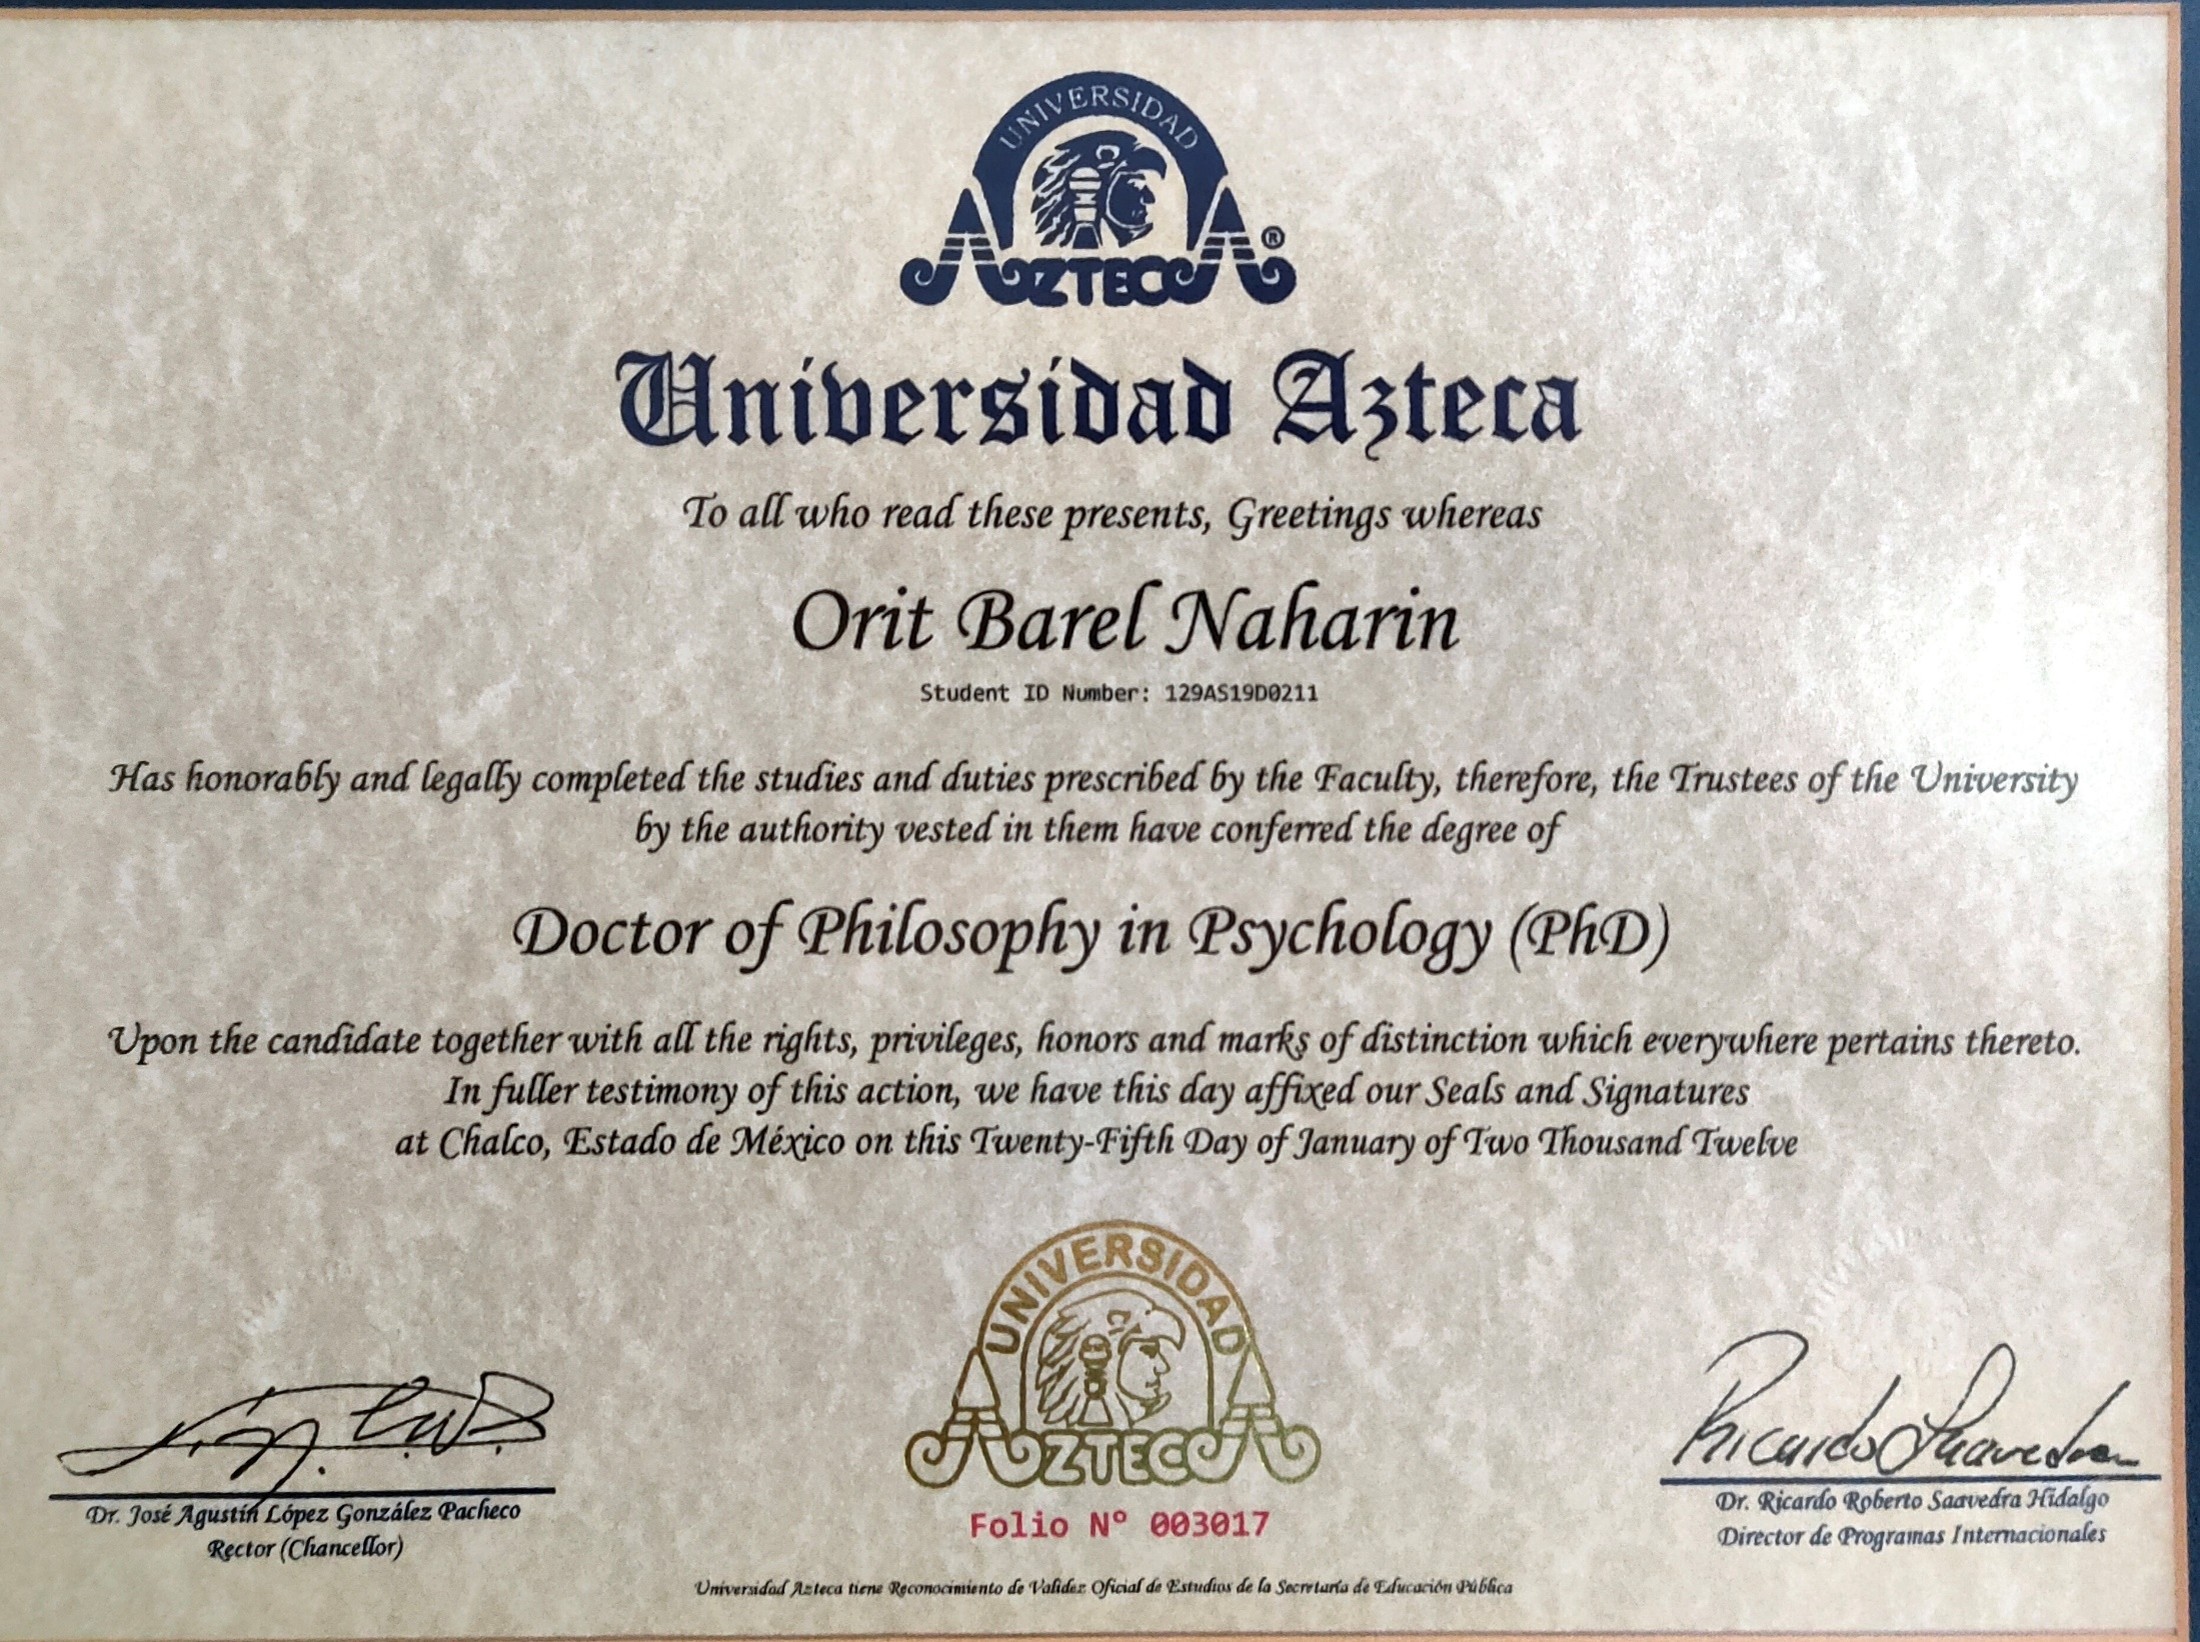 UNIVERSIDAD
AZTECA ®
Universidad Azteca
To all who read these presents, Greetings whereas
Orit Barel Naharin
Student ID Number: 129AS19D0211
Has honorably and legally completed the studies and duties prescribed by the Faculty, therefore, the Trustees of the University
by the authority vested in them have conferred the degree of
Doctor of Philosophy in Psychology (PhD)
Upon the candidate together with all the rights, privileges, honors and marks of distinction which everywhere pertains thereto.
In fuller testimony of this action, we have this day affixed our Seals and Signatures
at Chalco, Estado de México on this Twenty-Fifth Day of January of Two Thousand Twelve
UNIVERSIDAD
AZTECA
Folio N° 003017
Dr. José Agustín López González Pacheco
Rector (Chancellor)
Ricardo Saavedra
Dr. Ricardo Roberto Saavedra Hidalgo
Director de Programas Internacionales
Universidad Azteca tiene Reconocimiento de Validez Oficial de Estudios de la Secretaría de Educación Pública